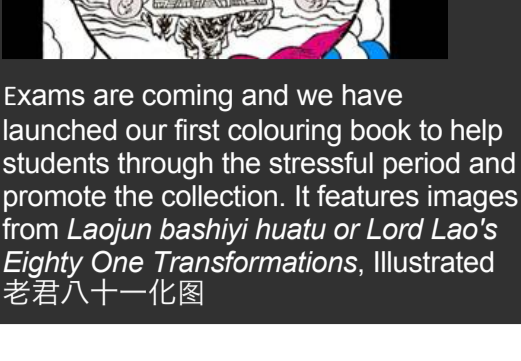 Exams are coming and we have
launched our first colouring book to help
students through the stressful period and
promote the collection. It features images
from Laojun bashiyi huatu or Lord Lao's
Eighty One Transformations, Illustrated
老君八十一化图